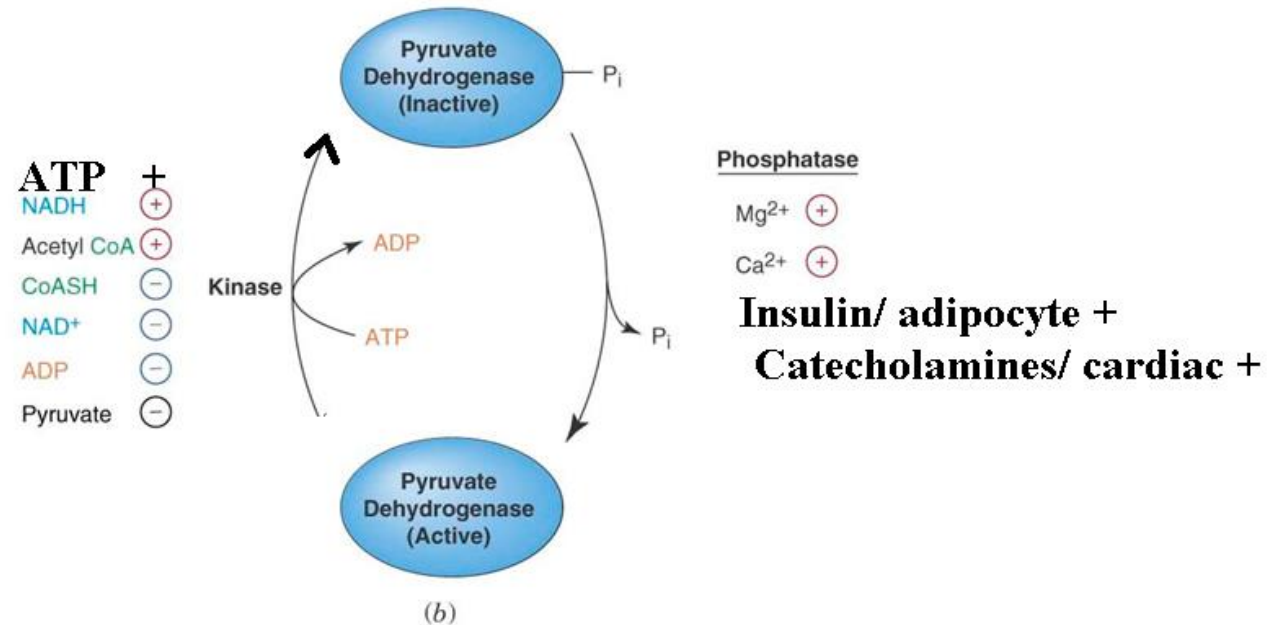 Pyruvate
Dehydrogenase
(Inactive)
Pi
ATP +
NADH +
Acetyl CoA +
CoASH −
NAD+ −
ADP −
Pyruvate −
Kinase
ADP
ATP
Phosphatase
Mg2+ +
Ca2+ +
Insulin/ adipocyte +
Catecholamines/ cardiac +
Pi
Pyruvate
Dehydrogenase
(Active)
(b)